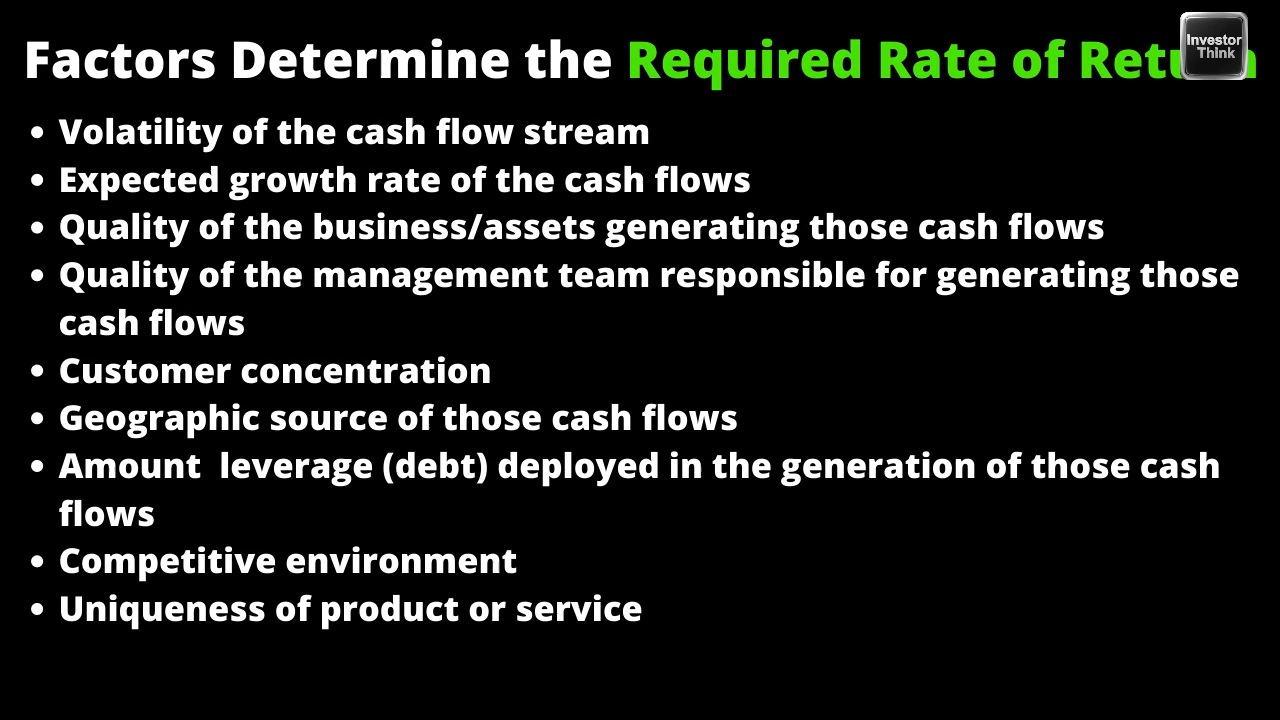 Factors Determine the Required Rate of Return
Investor
Think
• Volatility of the cash flow stream
• Expected growth rate of the cash flows
• Quality of the business/assets generating those cash flows
• Quality of the management team responsible for generating those
cash flows
• Customer concentration
• Geographic source of those cash flows
• Amount  leverage (debt) deployed in the generation of those cash
flows
• Competitive environment
• Uniqueness of product or service